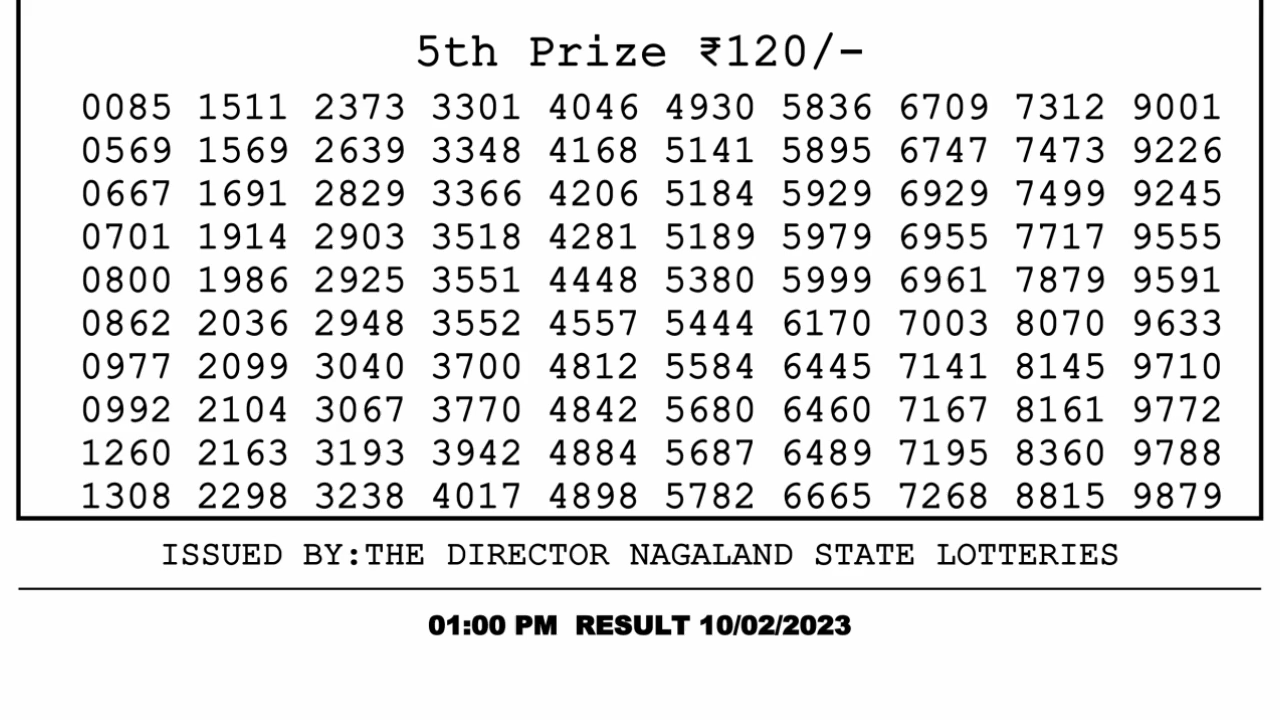 5th Prize ₹120/-
0085 1511 2373 3301 4046 4930 5836 6709 7312 9001
0569 1569 2639 3348 4168 5141 5895 6747 7473 9226
0667 1691 2829 3366 4206 5184 5929 6929 7499 9245
0701 1914 2903 3518 4281 5189 5979 6955 7717 9555
0800 1986 2925 3551 4448 5380 5999 6961 7879 9591
0862 2036 2948 3552 4557 5444 6170 7003 8070 9633
0977 2099 3040 3700 4812 5584 6445 7141 8145 9710
0992 2104 3067 3770 4842 5680 6460 7167 8161 9772
1260 2163 3193 3942 4884 5687 6489 7195 8360 9788
1308 2298 3238 4017 4898 5782 6665 7268 8815 9879
ISSUED BY:THE DIRECTOR NAGALAND STATE LOTTERIES
01:00 PM RESULT 10/02/2023